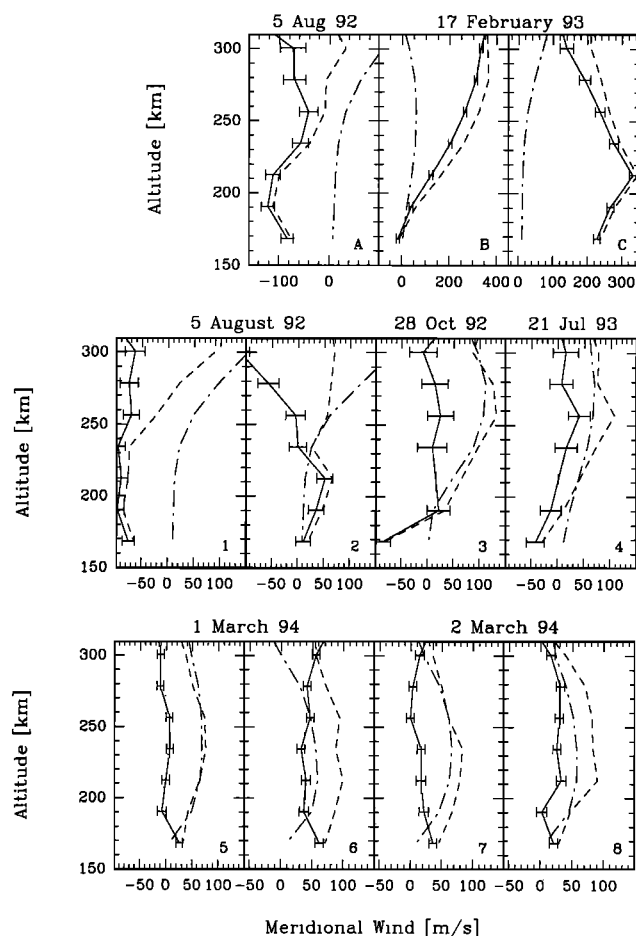 5 Aug 92 17 February 93
300
250
200
150
Altitude [km]
A B C
-100 0 0 200 400 0 100 200 300
5 August 92 28 Oct 92 21 Jul 93
300
250
200
150
Altitude [km]
1 2 3 4
-50 0 50 100 -50 0 50 100 -50 0 50 100 -50 0 50 100
1 March 94 2 March 94
300
250
200
150
Altitude [km]
5 6 7 8
-50 0 50 100 -50 0 50 100 -50 0 50 100 -50 0 50 100
Meridional Wind [m/s]